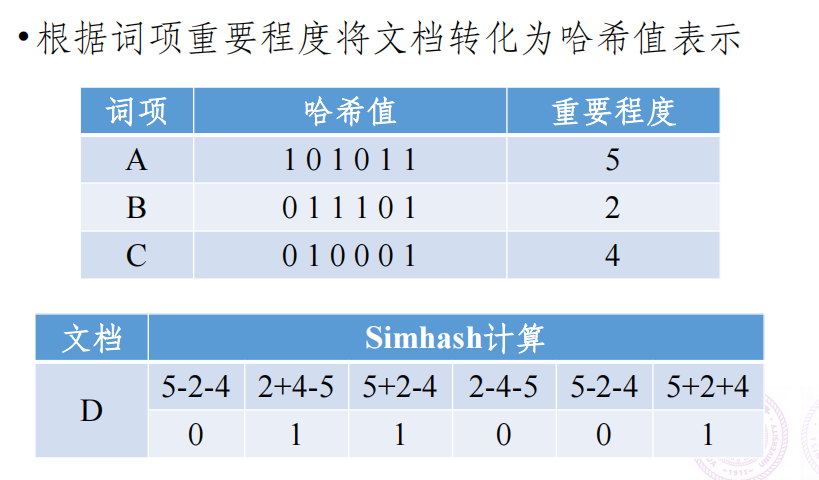 •根据词项重要程度将文档转化为哈希值表示
词项 哈希值 重要程度
A 1 0 1 0 1 1 5
B 0 1 1 1 0 1 2
C 0 1 0 0 0 1 4
文档 Simhash计算
D 5-2-4 2+4-5 5+2-4 2-4-5 5-2-4 5+2+4
0 1 1 0 0 1